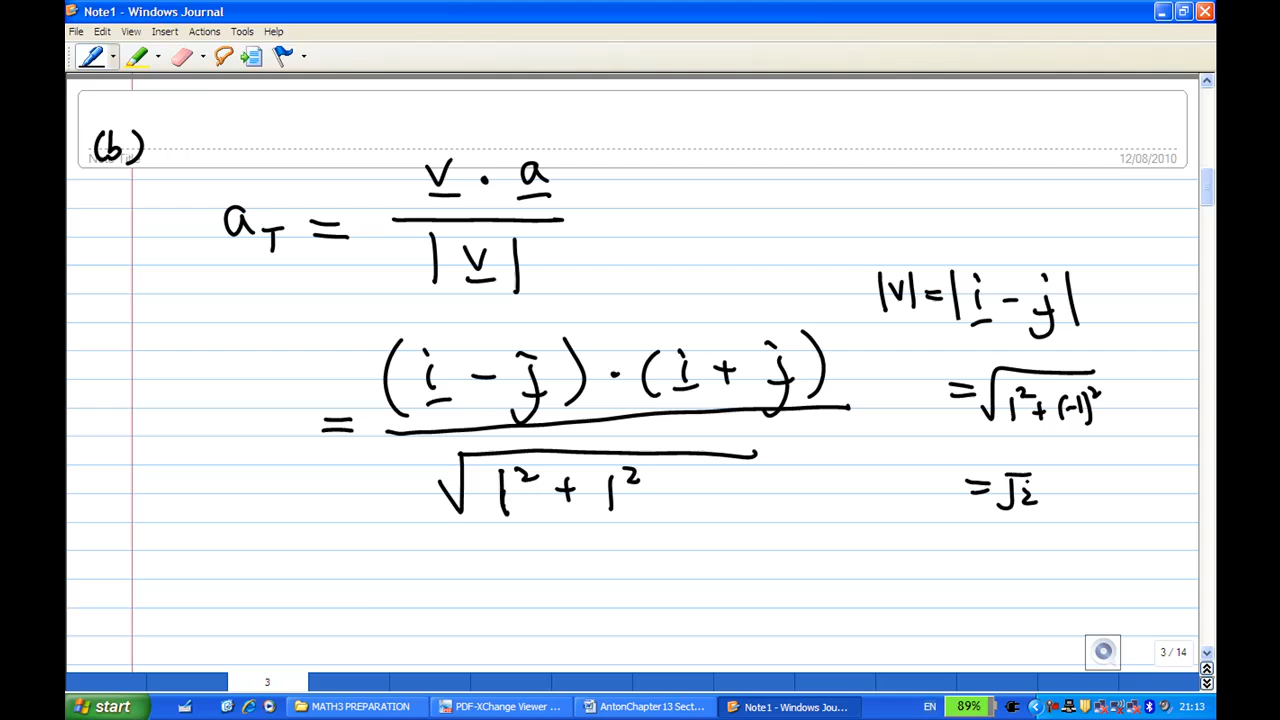 Note1 - Windows Journal
File Edit View Insert Actions Tools Help
(b)
Note Title
12/08/2010
a_T = v · a / |v|
|v| = | i - j |
= (i - j) · (i + j) / √1² + 1²
= √1² + (-1)²
= √2
3 / 14
3
start MATH3 PREPARATION PDF-XChange Viewer ... AntonChapter13 Sect... Note1 - Windows Jou... EN 89% 21:13